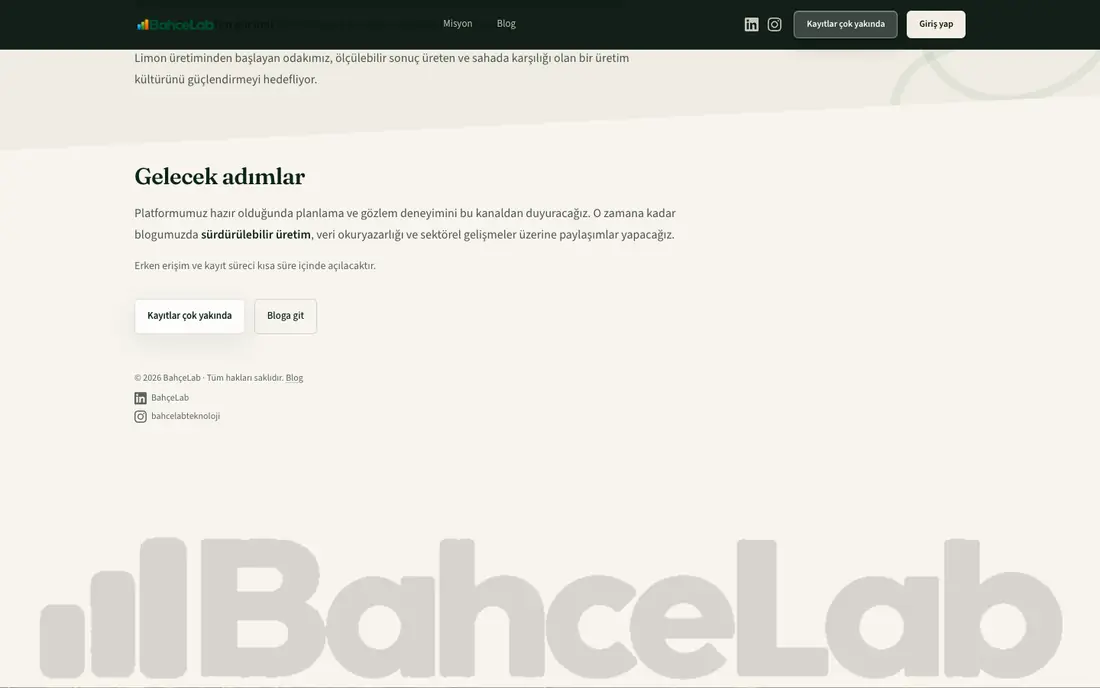 BahceLab
Misyon
Blog
Kayıtlar çok yakında
Giriş yap
Limon üretiminden başlayan odakımız, ölçülebilir sonuç üreten ve sahada karşılığı olan bir üretim
kültürünü güçlendirmeyi hedefliyor.
Gelecek adımlar
Platformumuz hazır olduğunda planlama ve gözlem deneyimini bu kanaldan duyuracağız. O zamana kadar
blogumuzda sürdürülebilir üretim, veri okuryazarlığı ve sektörel gelişmeler üzerine paylaşımlar yapacağız.
Erken erişim ve kayıt süreci kısa süre içinde açılacaktır.
Kayıtlar çok yakında
Bloga git
© 2026 BahçeLab · Tüm hakları saklıdır. Blog
BahçeLab
bahcelabteknoloji
BahceLab